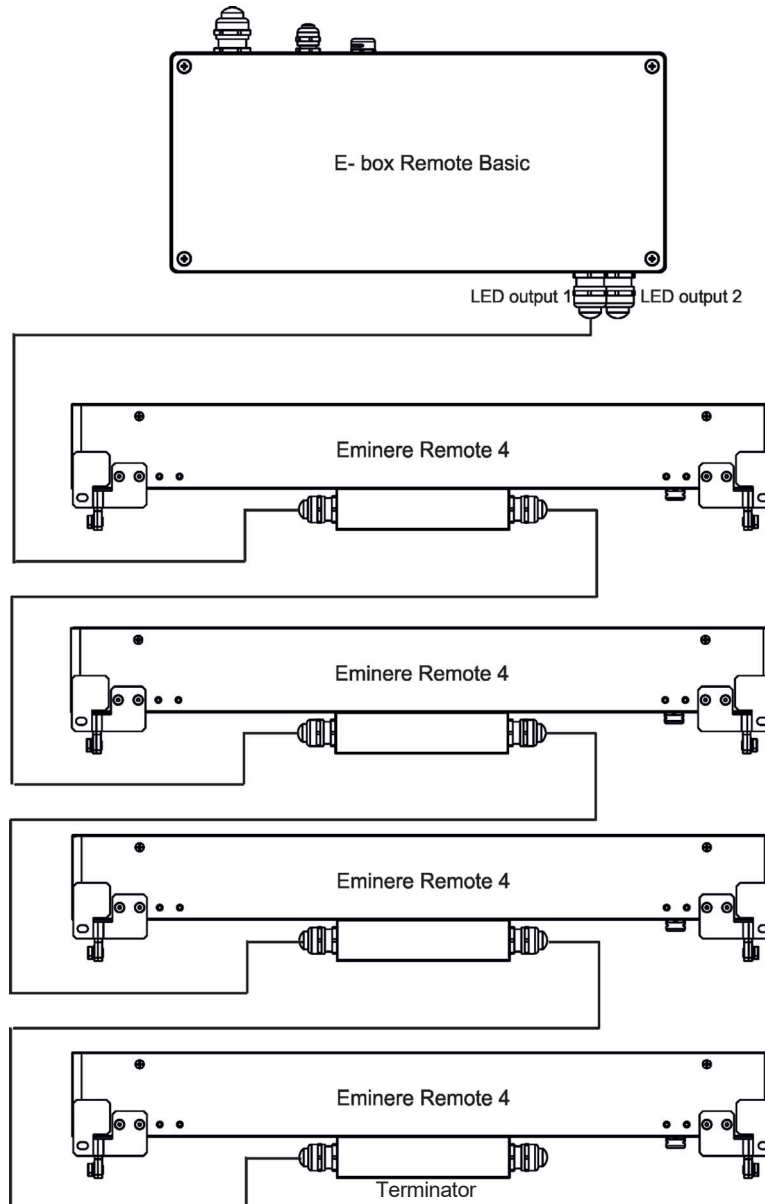 E- box Remote Basic
LED output 1
LED output 2
Eminere Remote 4
Eminere Remote 4
Eminere Remote 4
Eminere Remote 4
Terminator